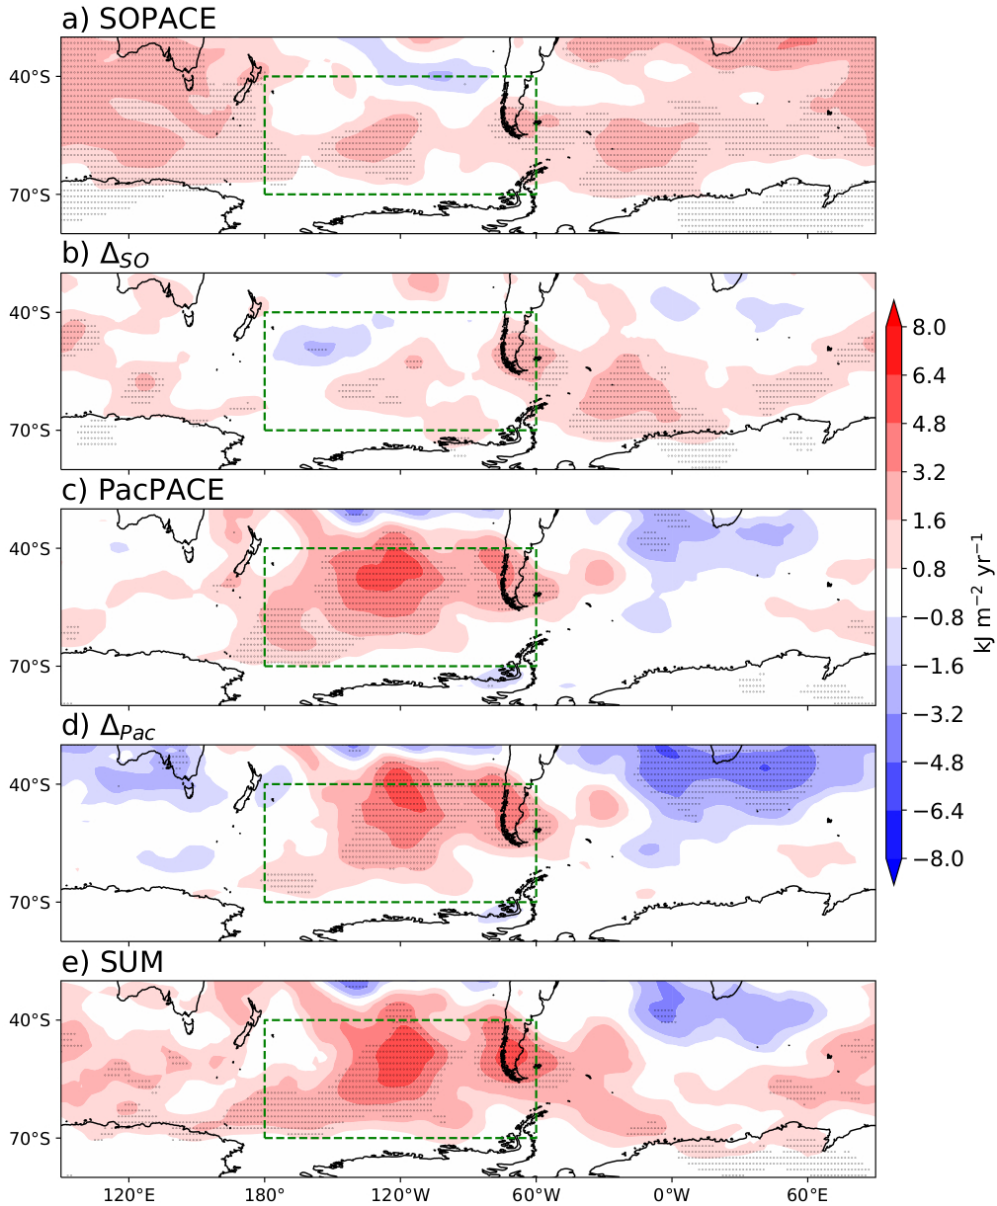 a) SOPACE
40°S
70°S
b) Δ_SO
40°S
70°S
c) PacPACE
40°S
70°S
d) Δ_Pac
40°S
70°S
e) SUM
40°S
70°S
120°E 180° 120°W 60°W 0°W 60°E
8.0
6.4
4.8
3.2
1.6
0.8
−0.8
−1.6
−3.2
−4.8
−6.4
−8.0
kJ m⁻² yr⁻¹